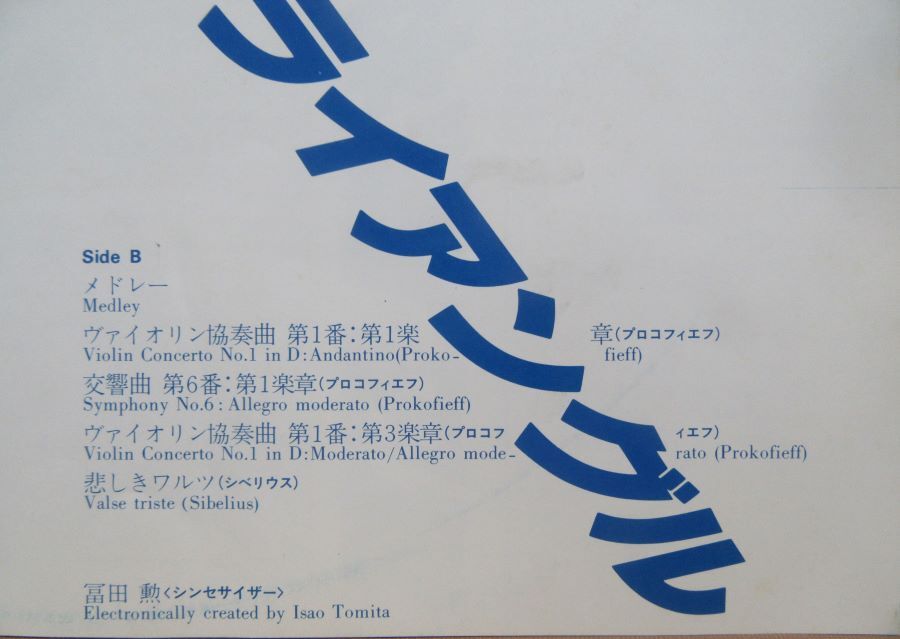 ライアングル
Side B
メドレー
Medley
ヴァイオリン協奏曲 第1番:第1楽章(プロコフィエフ)
Violin Concerto No.1 in D:Andantino(Proko-fieff)
交響曲 第6番:第1楽章(プロコフィエフ)
Symphony No.6:Allegro moderato (Prokofieff)
ヴァイオリン協奏曲 第1番:第3楽章(プロコフィエフ)
Violin Concerto No.1 in D:Moderato/Allegro mode-rato (Prokofieff)
悲しきワルツ(シベリウス)
Valse triste (Sibelius)
冨田 勲〈シンセサイザー〉
Electronically created by Isao Tomita